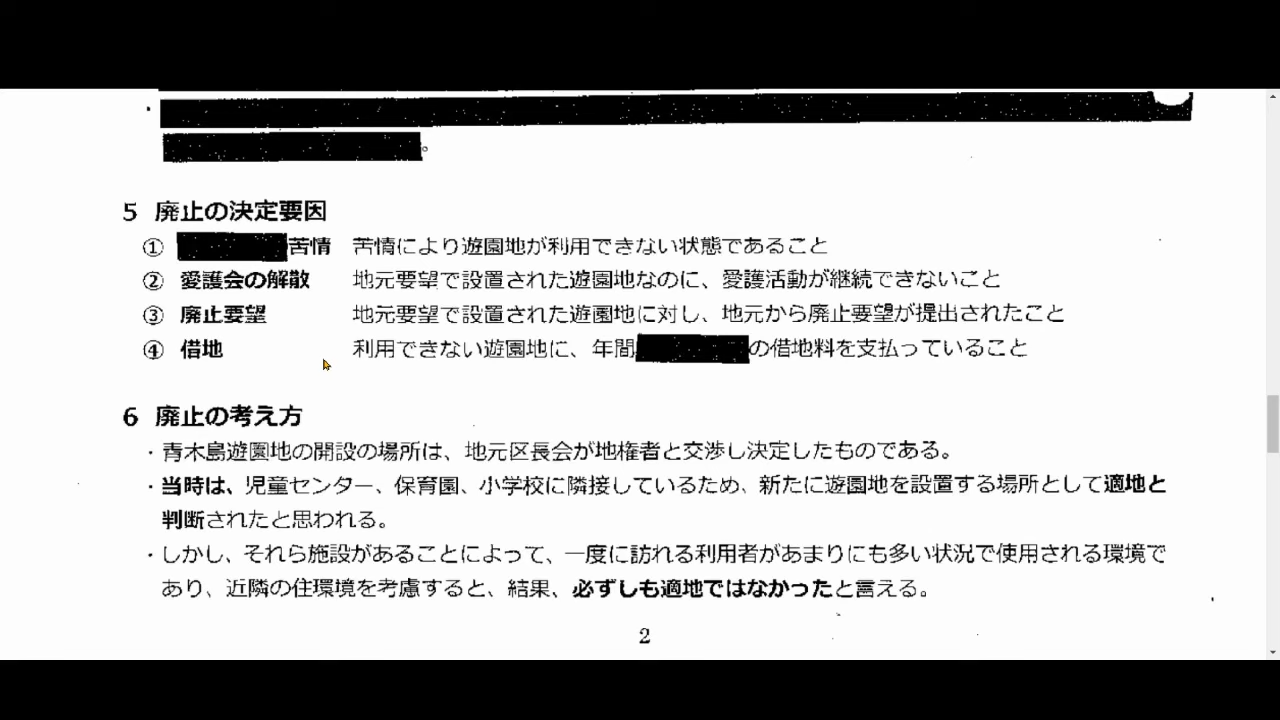 ・
。
5 廃止の決定要因
① 苦情 苦情により遊園地が利用できない状態であること
② 愛護会の解散 地元要望で設置された遊園地なのに、愛護活動が継続できないこと
③ 廃止要望 地元要望で設置された遊園地に対し、地元から廃止要望が提出されたこと
④ 借地 利用できない遊園地に、年間 の借地料を支払っていること
6 廃止の考え方
・青木島遊園地の開設の場所は、地元区長会が地権者と交渉し決定したものである。
・当時は、児童センター、保育園、小学校に隣接しているため、新たに遊園地を設置する場所として適地と
判断されたと思われる。
・しかし、それら施設があることによって、一度に訪れる利用者があまりにも多い状況で使用される環境で
あり、近隣の住環境を考慮すると、結果、必ずしも適地ではなかったと言える。
2